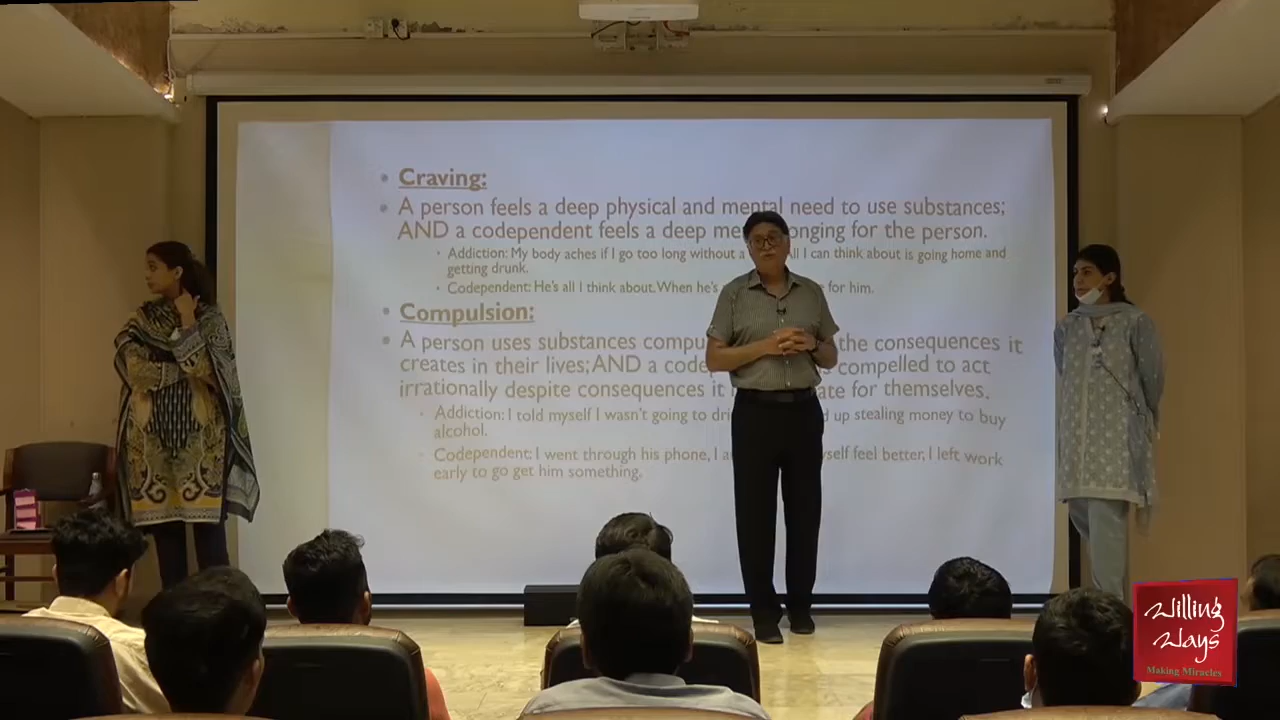 Craving:
A person feels a deep physical and mental need to use substances;
AND a codependent feels a deep me onging for the person.
Addiction: My body aches if I go too long without a ll I can think about is going home and
getting drunk.
Codependent: He's all I think about. When he's for him.
Compulsion:
A person uses substances compu the consequences it
creates in their lives; AND a code compelled to act
irrationally despite consequences it ate for themselves.
Addiction: I told myself I wasn't going to dri up stealing money to buy
alcohol.
Codependent: I went through his phone, I yself feel better, I left work
early to go get him something.
Willing
Ways
Making Miracles